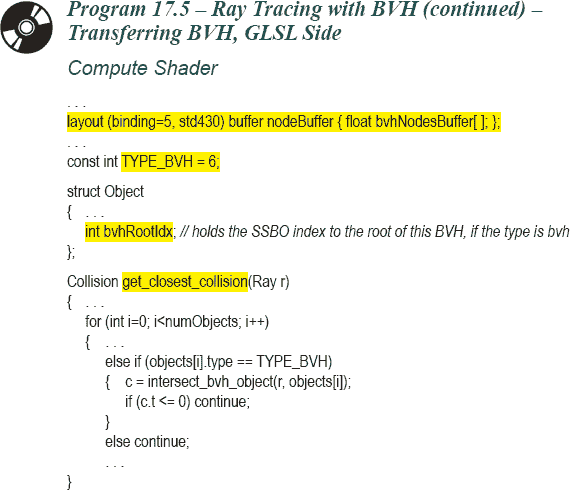 Program 17.5 – Ray Tracing with BVH (continued) –
Transferring BVH, GLSL Side
Compute Shader
. . .
layout (binding=5, std430) buffer nodeBuffer { float bvhNodesBuffer[ ]; };
. . .
const int TYPE_BVH = 6;
struct Object
{ . . .
int bvhRootIdx; // holds the SSBO index to the root of this BVH, if the type is bvh
};
Collision get_closest_collision(Ray r)
{ . . .
for (int i=0; i<numObjects; i++)
{ . . .
else if (objects[i].type == TYPE_BVH)
{ c = intersect_bvh_object(r, objects[i]);
if (c.t <= 0) continue;
}
else continue;
. . .
}